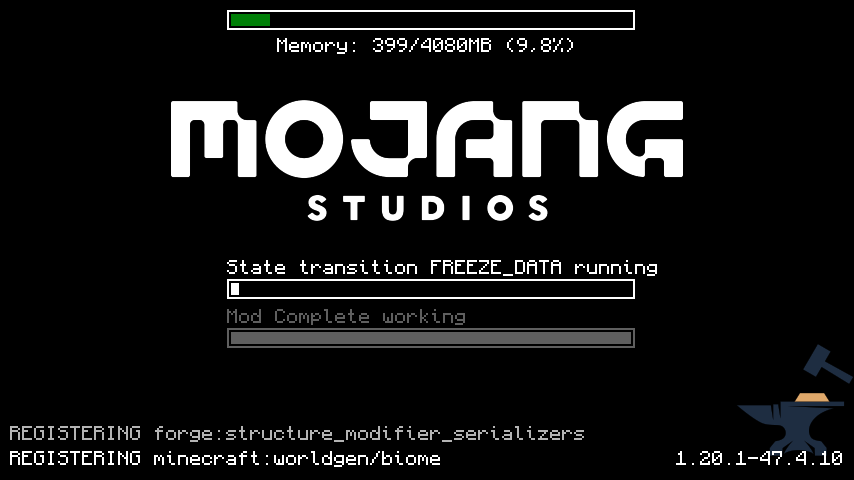 Memory: 399/4080MB (9,8%)
MOJANG
STUDIOS
State transition FREEZE_DATA running
Mod Complete working
REGISTERING forge:structure_modifier_serializers
REGISTERING minecraft:worldgen/biome
1.20.1-47.4.10